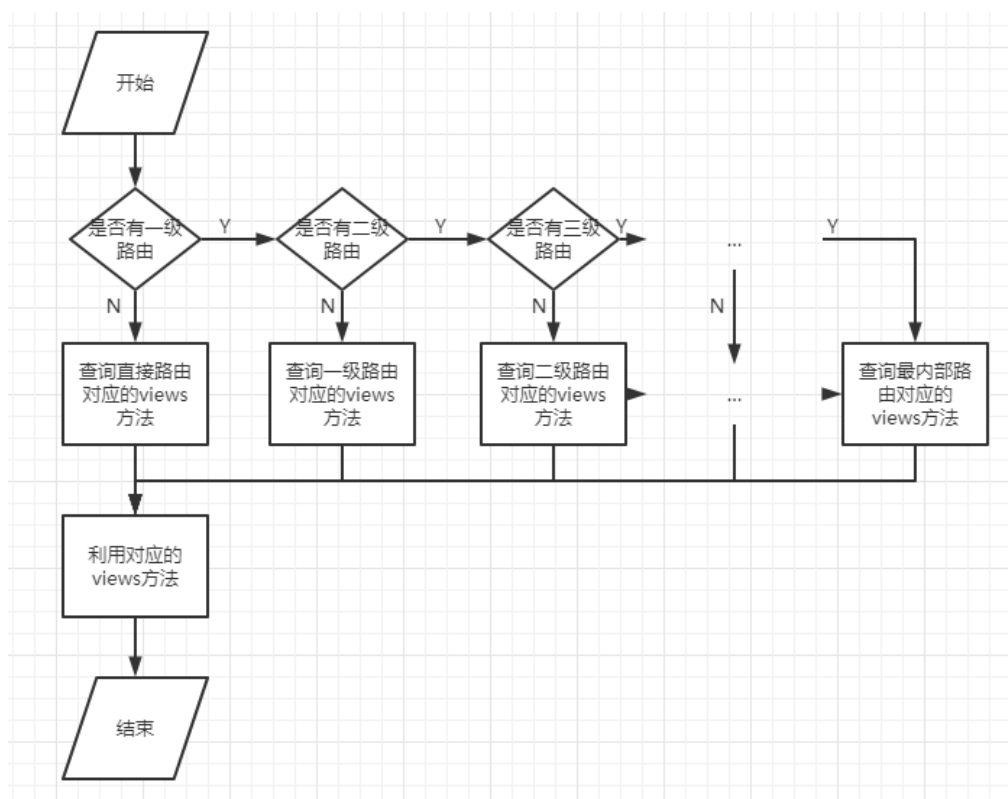 开始
是否有一级
路由
Y
是否有二级
路由
Y
是否有三级
路由
Y
...
Y
N
N
N
N
查询直接路由
对应的views
方法
查询一级路由
对应的views
方法
查询二级路由
对应的views
方法
...
查询最内部路
由对应的
views方法
利用对应的
views方法
结束